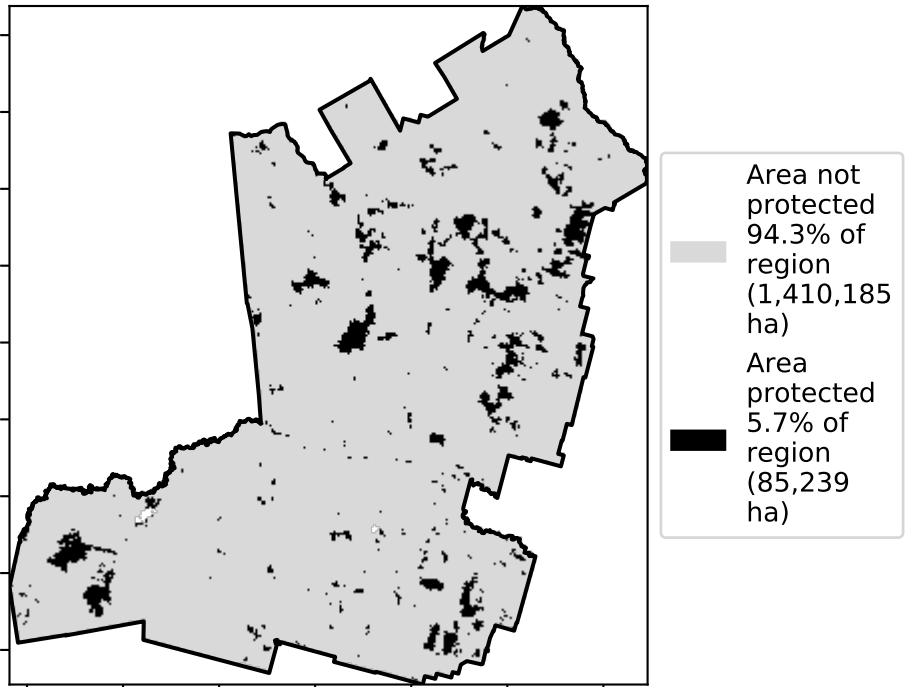 Area not
protected
94.3% of
region
(1,410,185
ha)
Area
protected
5.7% of
region
(85,239
ha)